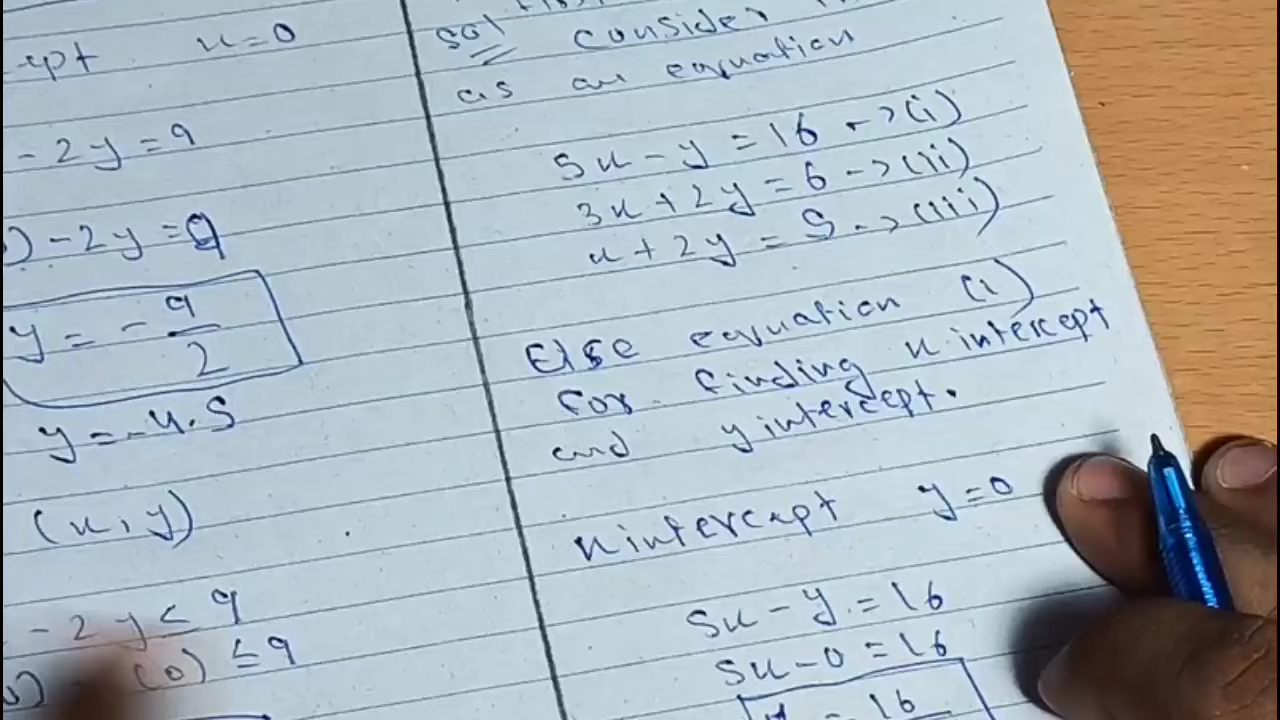 ept x=0
- 2y = 9
) - 2y = 9
y = - 9/2
y = -4.5
(x, y)
- 2y ≤ 9
(0) ≤ 9
sol consider
as an equation
5x - y = 16 -> (i)
3x + 2y = 6 -> (ii)
x + 2y = 5 -> (iii)
Else equation (i)
for finding x intercept
and y intercept.
x intercept y = 0
5x - y = 16
5x - 0 = 16
= 16